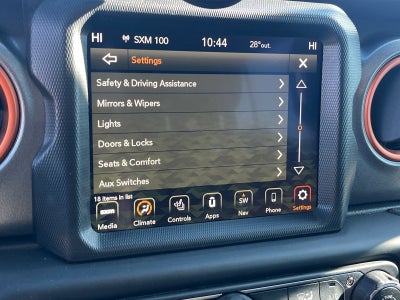 HI SXM 100 10:44 28°out. HI
Settings
Safety & Driving Assistance
Mirrors & Wipers
Lights
Doors & Locks
Seats & Comfort
Aux Switches
18 items in list
Media Climate Controls Apps Nav Phone Settings
SW